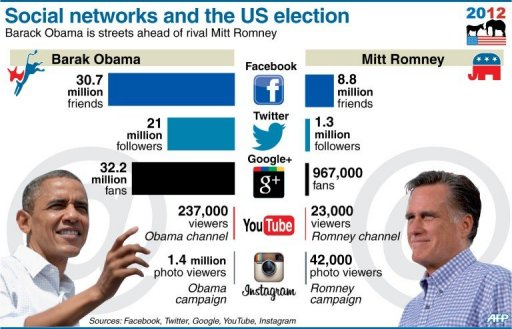 Social networks and the US election
Barack Obama is streets ahead of rival Mitt Romney
2012
Barack Obama
Facebook
Mitt Romney
30.7
million
friends
f
8.8
million
friends
Twitter
21
million
followers
1.3
million
followers
Google+
32.2
million
fans
g+
967,000
fans
237,000
viewers
Obama channel
YouTube
23,000
viewers
Romney channel
1.4 million
photo viewers
Obama
campaign
Instagram
42,000
photo viewers
Romney
campaign
Sources: Facebook, Twitter, Google, YouTube, Instagram
AFP